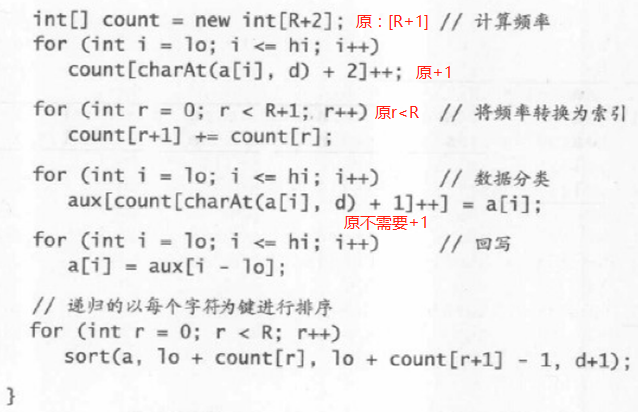 int[] count = new int[R+2]; 原：[R+1] // 计算频率
for (int i = lo; i <= hi; i++)
count[charAt(a[i], d) + 2]++; 原+1
for (int r = 0; r < R+1; r++) 原r<R // 将频率转换为索引
count[r+1] += count[r];
for (int i = lo; i <= hi; i++) // 数据分类
aux[count[charAt(a[i], d) + 1]++] = a[i];
原不需要+1
for (int i = lo; i <= hi; i++) // 回写
a[i] = aux[i - lo];
// 递归的以每个字符为键进行排序
for (int r = 0; r < R; r++)
sort(a, lo + count[r], lo + count[r+1] - 1, d+1);
}